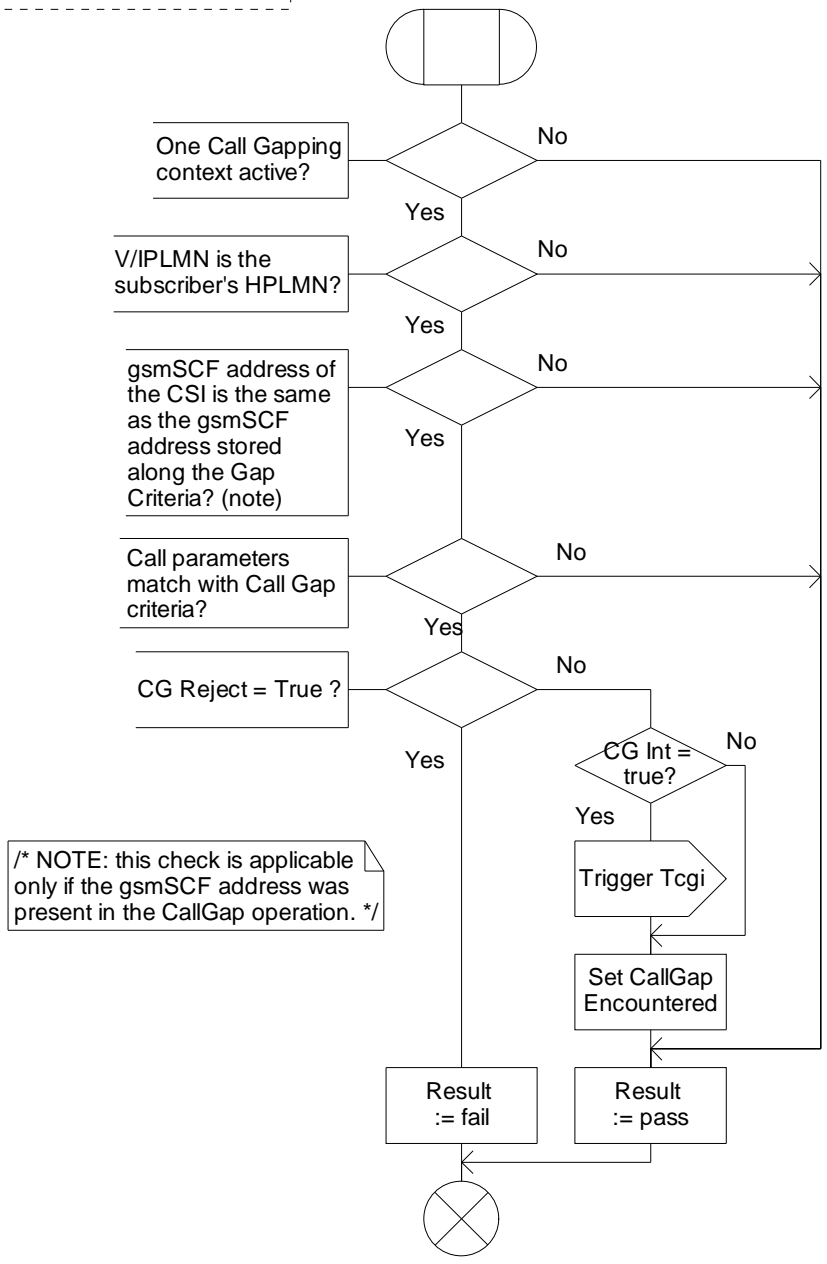 No
One Call Gapping
context active?
Yes
No
V/IPLMN is the
subscriber's HPLMN?
Yes
No
gsmSCF address of
the CSI is the same
as the gsmSCF
address stored
along the Gap
Criteria? (note)
Yes
No
Call parameters
match with Call Gap
criteria?
Yes
No
CG Reject = True ?
Yes
CG Int =
true?
No
Yes
/* NOTE: this check is applicable
only if the gsmSCF address was
present in the CallGap operation. */
Trigger Tcgi
Set CallGap
Encountered
Result
:= fail
Result
:= pass